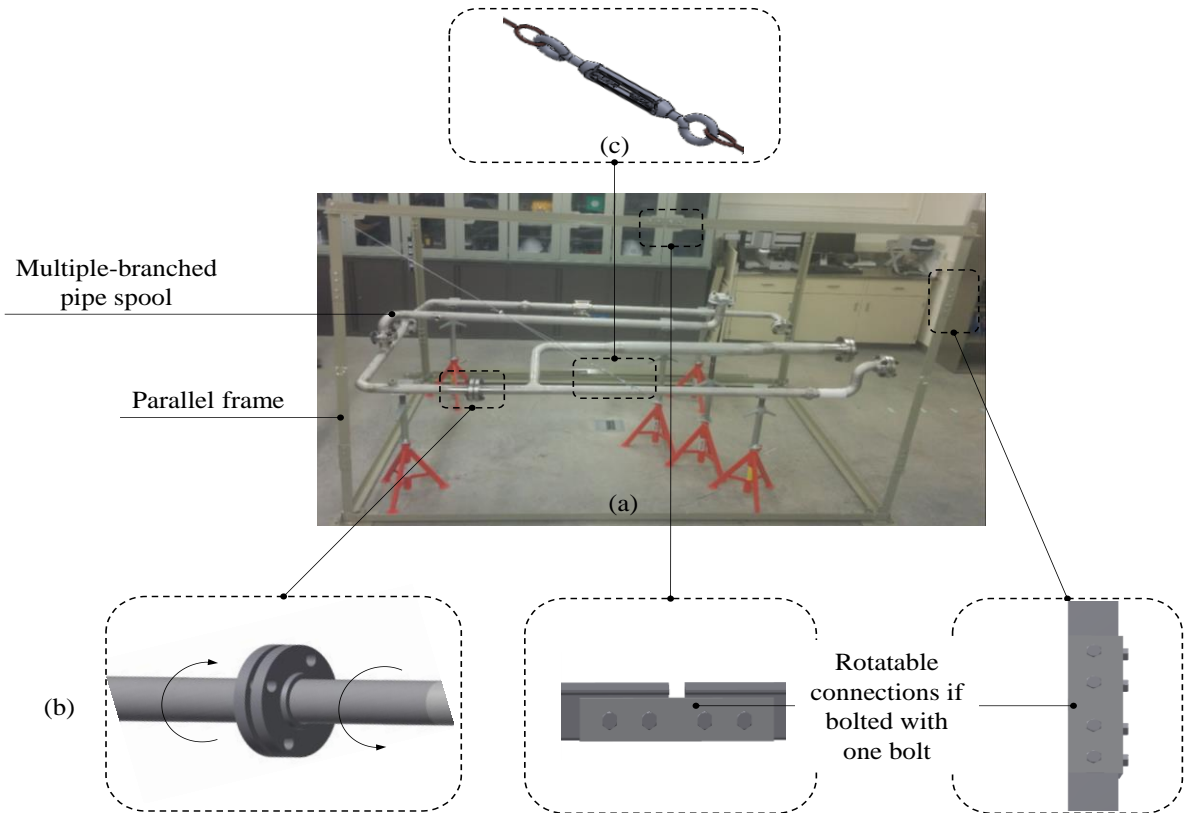 (c)
Multiple-branched
pipe spool
Parallel frame
(a)
(b)
Rotatable
connections if
bolted with
one bolt